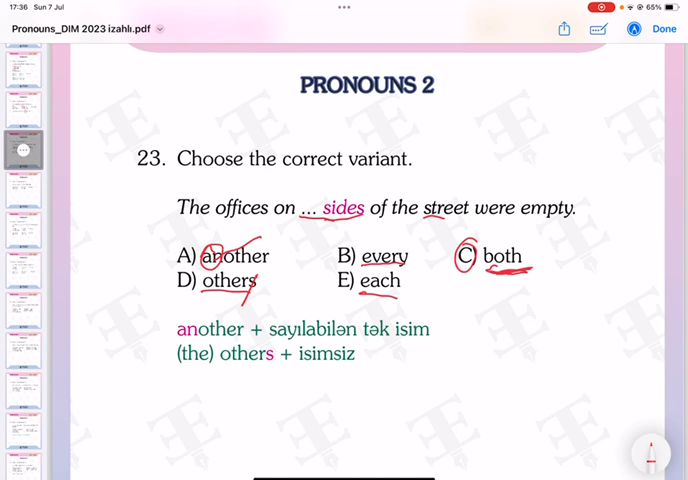 17:36 Sun 7 Jul
65%
Pronouns_DIM 2023 izahlı.pdf
Done
PRONOUNS 2
23. Choose the correct variant.
The offices on ... sides of the street were empty.
A) another B) every C) both
D) others E) each
another + sayılabilən tək isim
(the) others + isimsiz